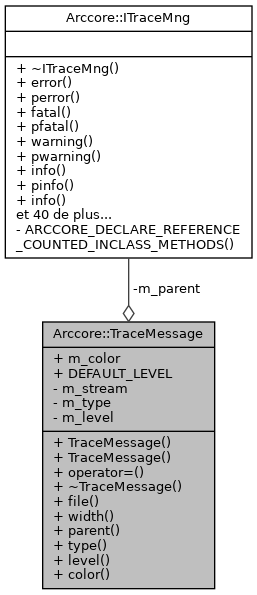 Arccore::ITraceMng
+ ~ITraceMng()
+ error()
+ perror()
+ fatal()
+ pfatal()
+ warning()
+ pwarning()
+ info()
+ pinfo()
+ info()
et 40 de plus...
- ARCCORE_DECLARE_REFERENCE
_COUNTED_INCLASS_METHODS()
-m_parent
Arccore::TraceMessage
+ m_color
+ DEFAULT_LEVEL
- m_stream
- m_type
- m_level
+ TraceMessage()
+ TraceMessage()
+ operator=()
+ ~TraceMessage()
+ file()
+ width()
+ parent()
+ type()
+ level()
+ color()